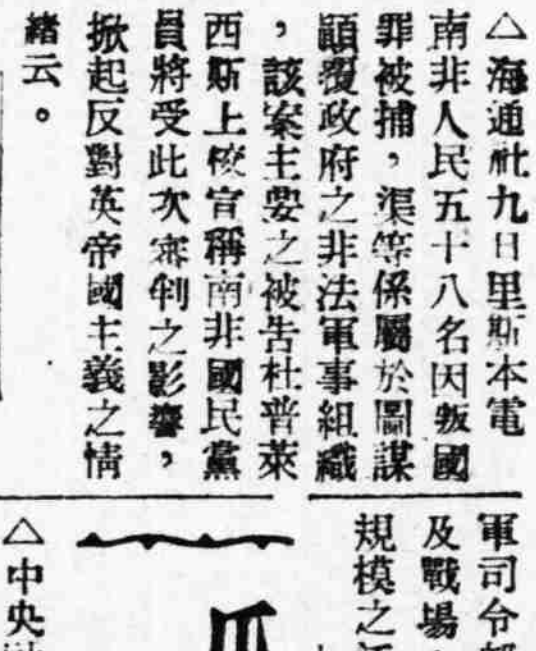 △海通社九日里斯本電
南非人民五十八名因叛國
罪被捕，渠等係屬於圖謀
顛覆政府之非法軍事組織
，該案主要之被告杜普萊
西斯上校宣稱南非國民黨
員將受此次審判之影響，
掀起反對英帝國主義之情
緒云。
軍司令部
及戰場
規模之
△中央社